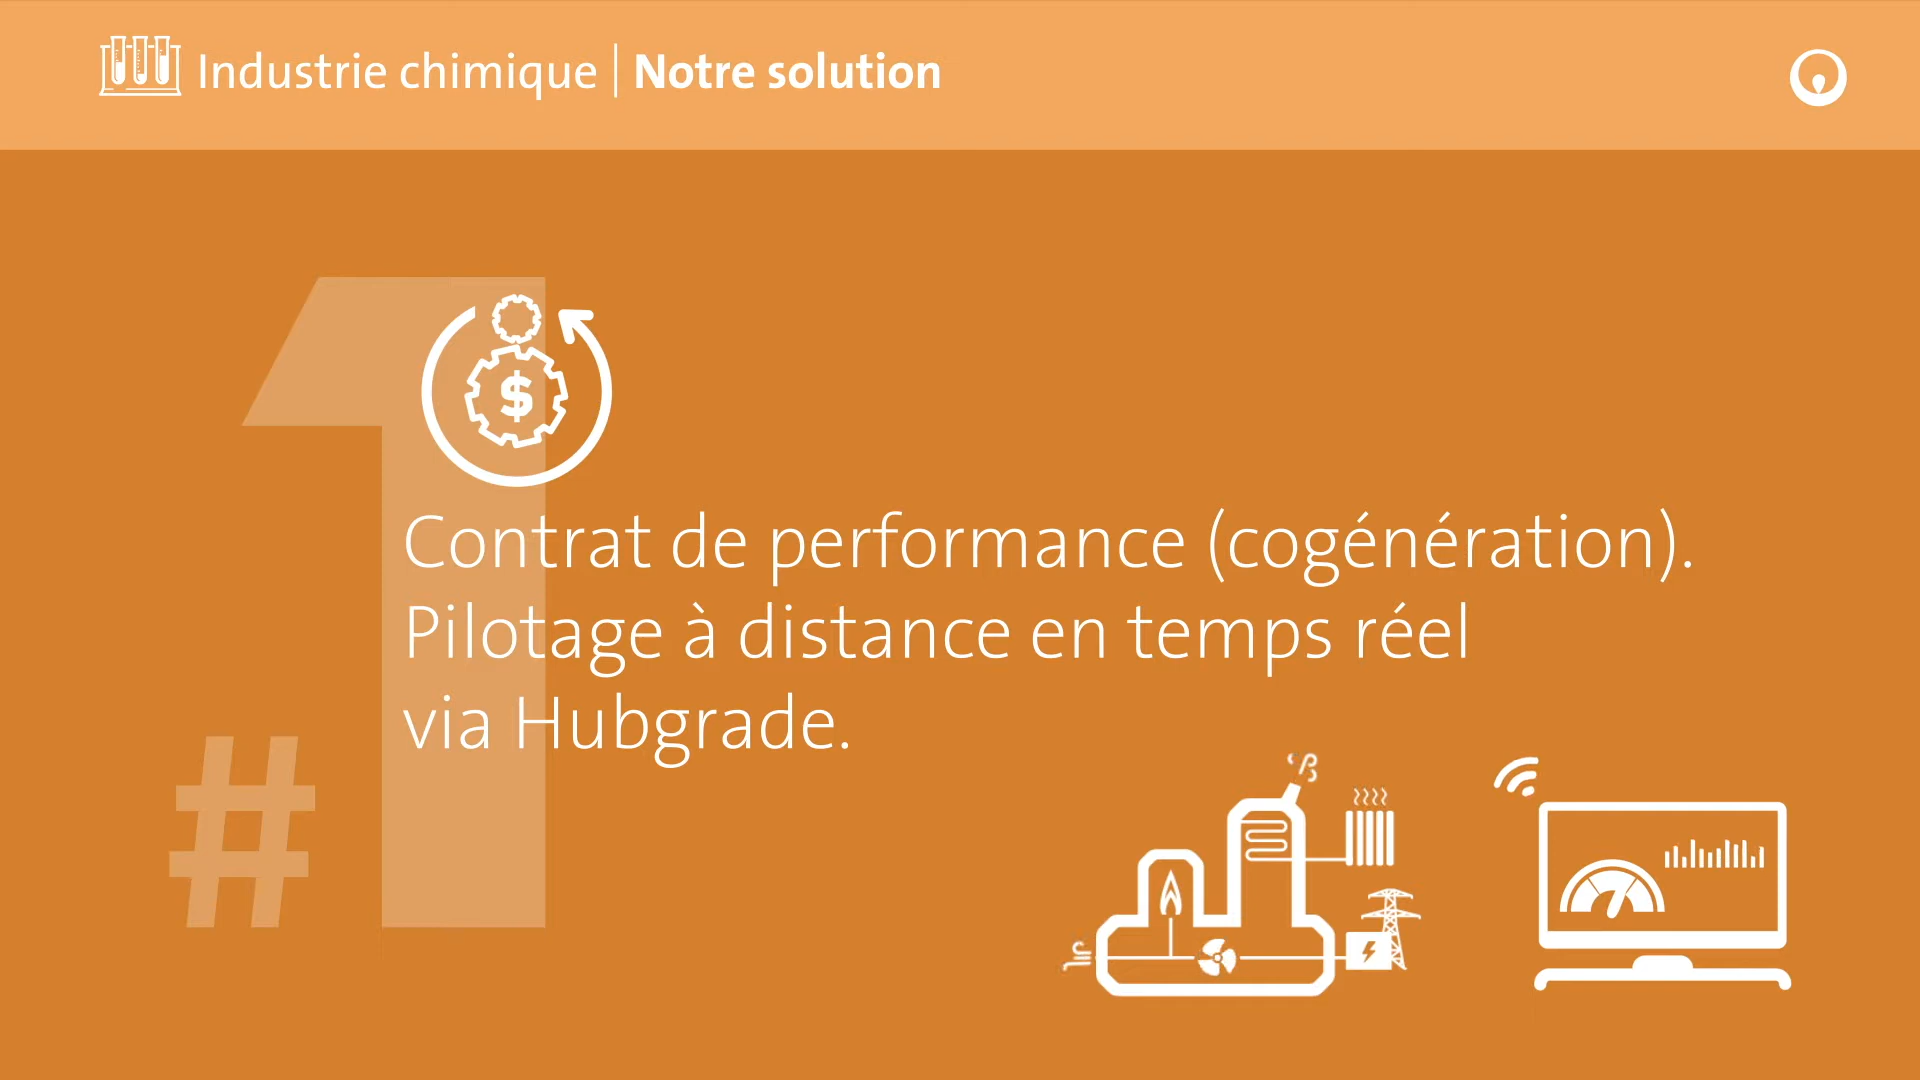 Industrie chimique | Notre solution
$
#1
Contrat de performance (cogénération).
Pilotage à distance en temps réel
via Hubgrade.